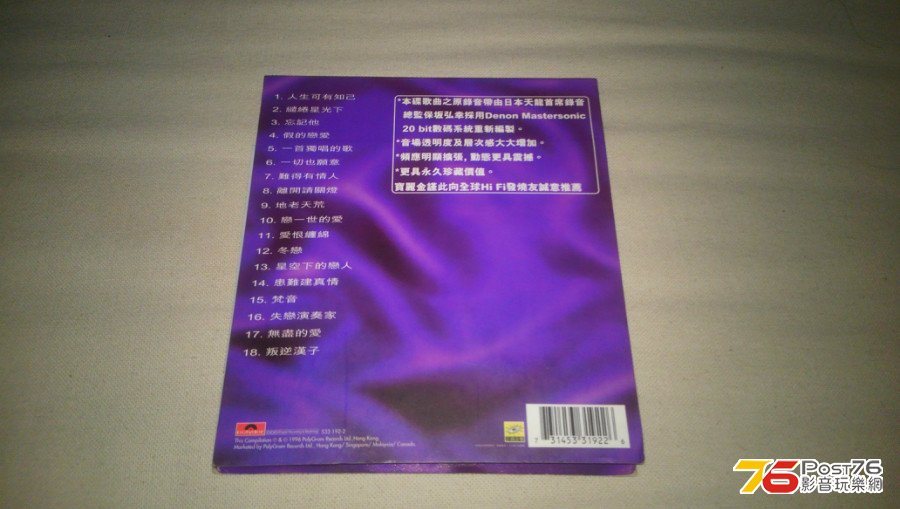 1. 人生可有知己
2. 繾綣星光下
3. 忘記他
4. 假的戀愛
5. 一首獨唱的歌
6. 一切也願意
7. 難得有情人
8. 離開請關燈
9. 地老天荒
10. 戀一世的愛
11. 愛恨纏綿
12. 冬戀
13. 星空下的戀人
14. 患難建真情
15. 梵音
16. 失戀演奏家
17. 無盡的愛
18. 叛逆漢子
*本碟歌曲之原錄音帶由日本天龍首席錄音
總監保坂弘幸採用Denon Mastersonic
20 bit數碼系統重新編製。
*音場透明度及層次感大大增加。
*頻應明顯擴張，動態更具震撼。
*更具永久珍藏價值。
寶麗金謹此向全球Hi Fi發燒友誠意推薦
533 192-2
This Compilation ℗ & © 1996 PolyGram Records Ltd., Hong Kong.
Marketed by PolyGram Records Ltd., Hong Kong/ Singapore/ Malaysia/ Canada.
7 31453 31922 6
76 Post76
影音玩樂網